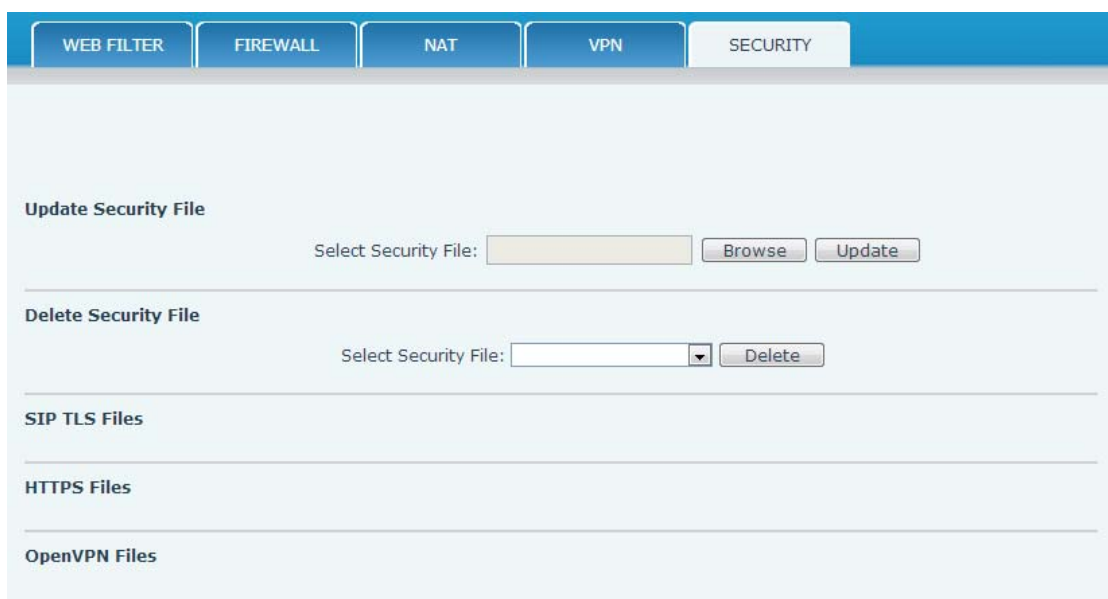 WEB FILTER FIREWALL NAT VPN SECURITY
Update Security File
Select Security File: Browse Update
Delete Security File
Select Security File: Delete
SIP TLS Files
HTTPS Files
OpenVPN Files